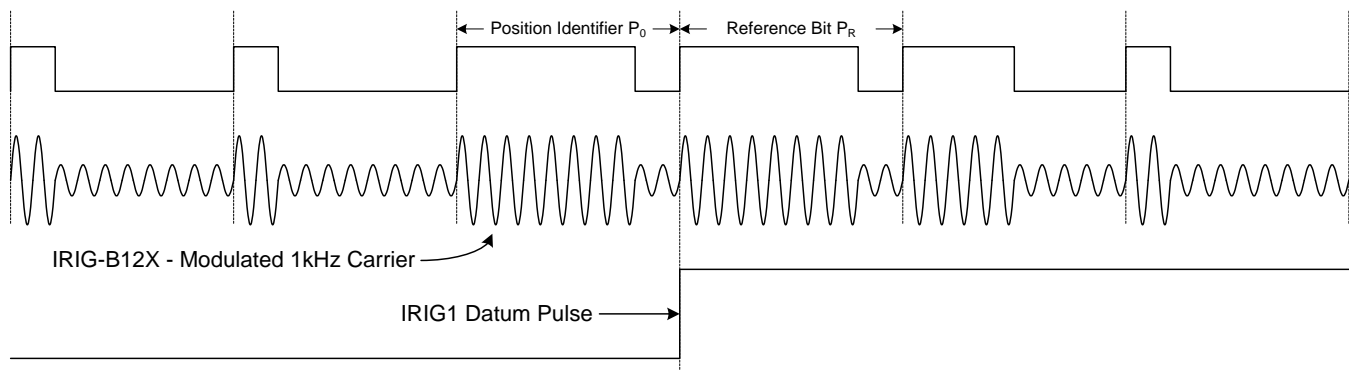 Position Identifier P₀
Reference Bit Pᵣ
IRIG-B12X - Modulated 1kHz Carrier
IRIG1 Datum Pulse